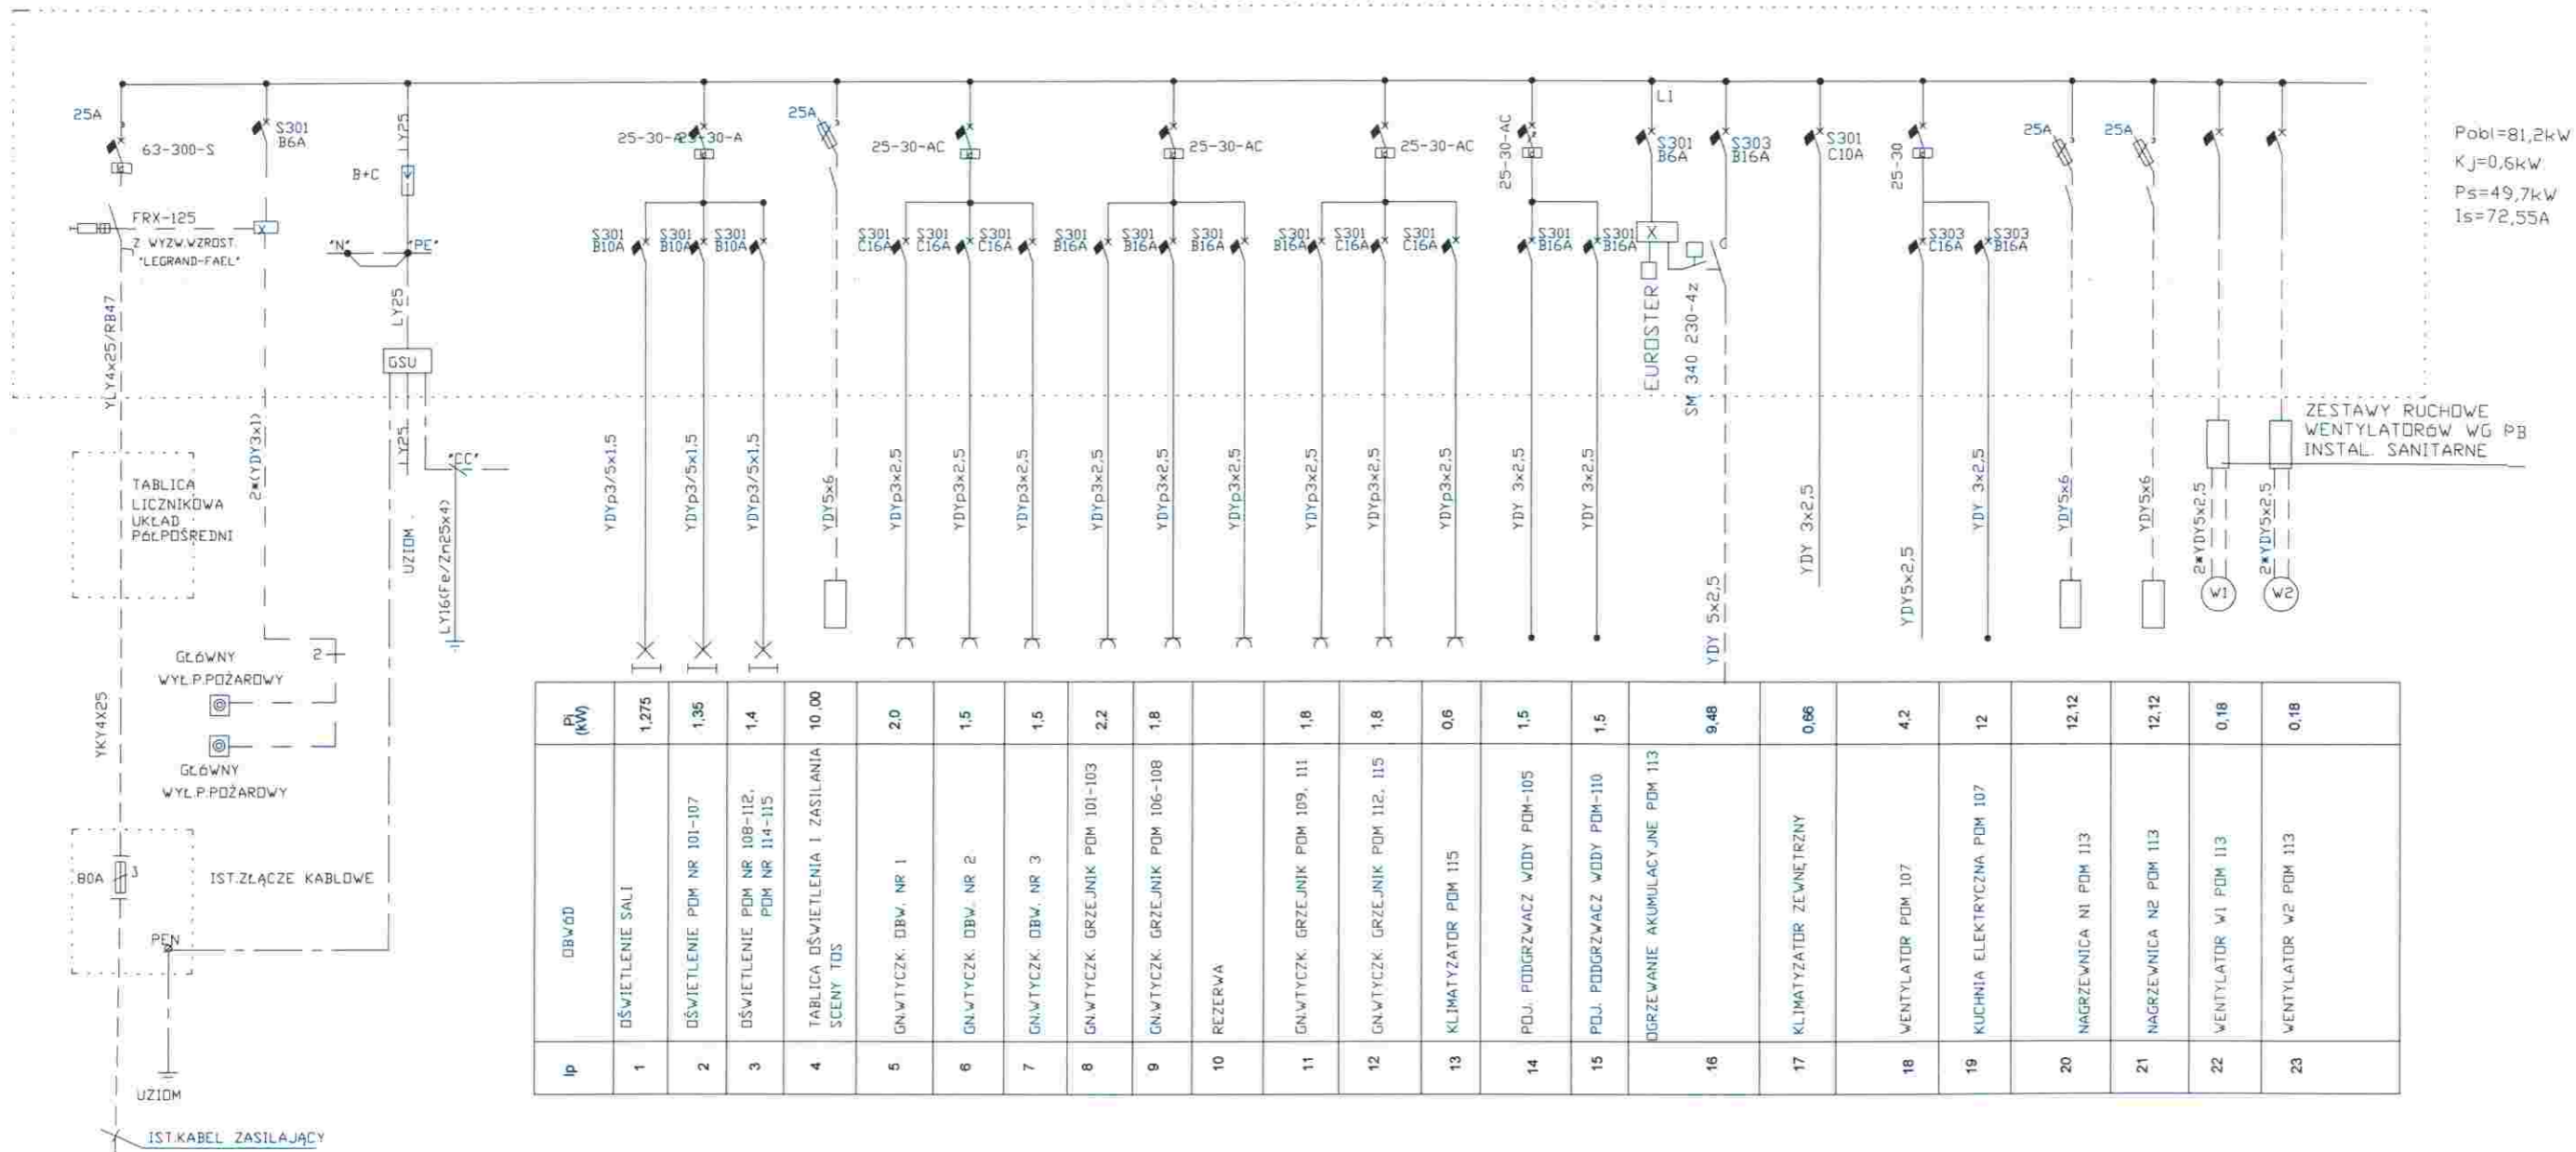 25A
63-300-S
S301
B6A
LY25
B+C
FRX-125
Z WYZW.WZROST.
"LEGRAND-FAEL"
"N"
"PE"
LY25
GSU
YLY4x25/RB47
2*(YDY3x1)
LY25
"CC"
UZIOM
LY16(Fe/Zn25x4)
TABLICA
LICZNIKOWA
UKŁAD
PÓŁPOŚREDNI
GŁÓWNY
WYŁ.P.POŻAROWY
2
GŁÓWNY
WYŁ.P.POŻAROWY
YKY4X25
80A
3
IST.ZŁĄCZE KABLOWE
PEN
UZIOM
IST.KABEL ZASILAJĄCY
25-30-A
25-30-A
25A
25-30-AC
25-30-AC
25-30-AC
25-30-AC
L1
S301
B6A
S303
B16A
S301
C10A
25-30
25A
25A
Pobl=81,2kW
Kj=0,6kW
Ps=49,7kW
Is=72,55A
S301
B10A
S301
B10A
S301
B10A
S301
C16A
S301
C16A
S301
C16A
S301
B16A
S301
B16A
S301
B16A
S301
B16A
S301
C16A
S301
C16A
S301
B16A
S301
B16A
X
EUROSTER
SM 340 230-4z
S303
C16A
S303
B16A
ZESTAWY RUCHOWE
WENTYLATORÓW WG PB
INSTAL. SANITARNE
YDYp3/5x1,5
YDYp3/5x1,5
YDYp3/5x1,5
YDY5x6
YDYp3x2,5
YDYp3x2,5
YDYp3x2,5
YDYp3x2,5
YDYp3x2,5
YDYp3x2,5
YDYp3x2,5
YDYp3x2,5
YDYp3x2,5
YDY 3x2,5
YDY 3x2,5
YDY 5x2,5
YDY 3x2,5
YDY5x2,5
YDY 3x2,5
YDY5x6
YDY5x6
2*YDY5x2,5
2*YDY5x2,5
W1
W2
lp OBWÓD Pi (kW)
1 OŚWIETLENIE SALI 1,275
2 OŚWIETLENIE POM NR 101-107 1,35
3 OŚWIETLENIE POM NR 108-112, 1,4
POM NR 114-115
4 TABLICA OŚWIETLENIA I ZASILANIA 10,00
SCENY TOS
5 GN.WTYCZK. OBW. NR 1 2,0
6 GN.WTYCZK. OBW. NR 2 1,5
7 GN.WTYCZK. OBW. NR 3 1,5
8 GN.WTYCZK. GRZEJNIK POM 101-103 2,2
9 GN.WTYCZK. GRZEJNIK POM 106-108 1,8
10 REZERWA
11 GN.WTYCZK. GRZEJNIK POM 109, 111 1,8
12 GN.WTYCZK. GRZEJNIK POM 112, 115 1,8
13 KLIMATYZATOR POM 115 0,6
14 POJ. PODGRZWACZ WODY POM-105 1,5
15 POJ. PODGRZWACZ WODY POM-110 1,5
16 OGRZEWANIE AKUMULACYJNE POM 113 9,48
17 KLIMATYZATOR ZEWNĘTRZNY 0,66
18 WENTYLATOR POM 107 4,2
19 KUCHNIA ELEKTRYCZNA POM 107 12
20 NAGRZEWNICA N1 POM 113 12,12
21 NAGRZEWNICA N2 POM 113 12,12
22 WENTYLATOR W1 POM 113 0,18
23 WENTYLATOR W2 POM 113 0,18